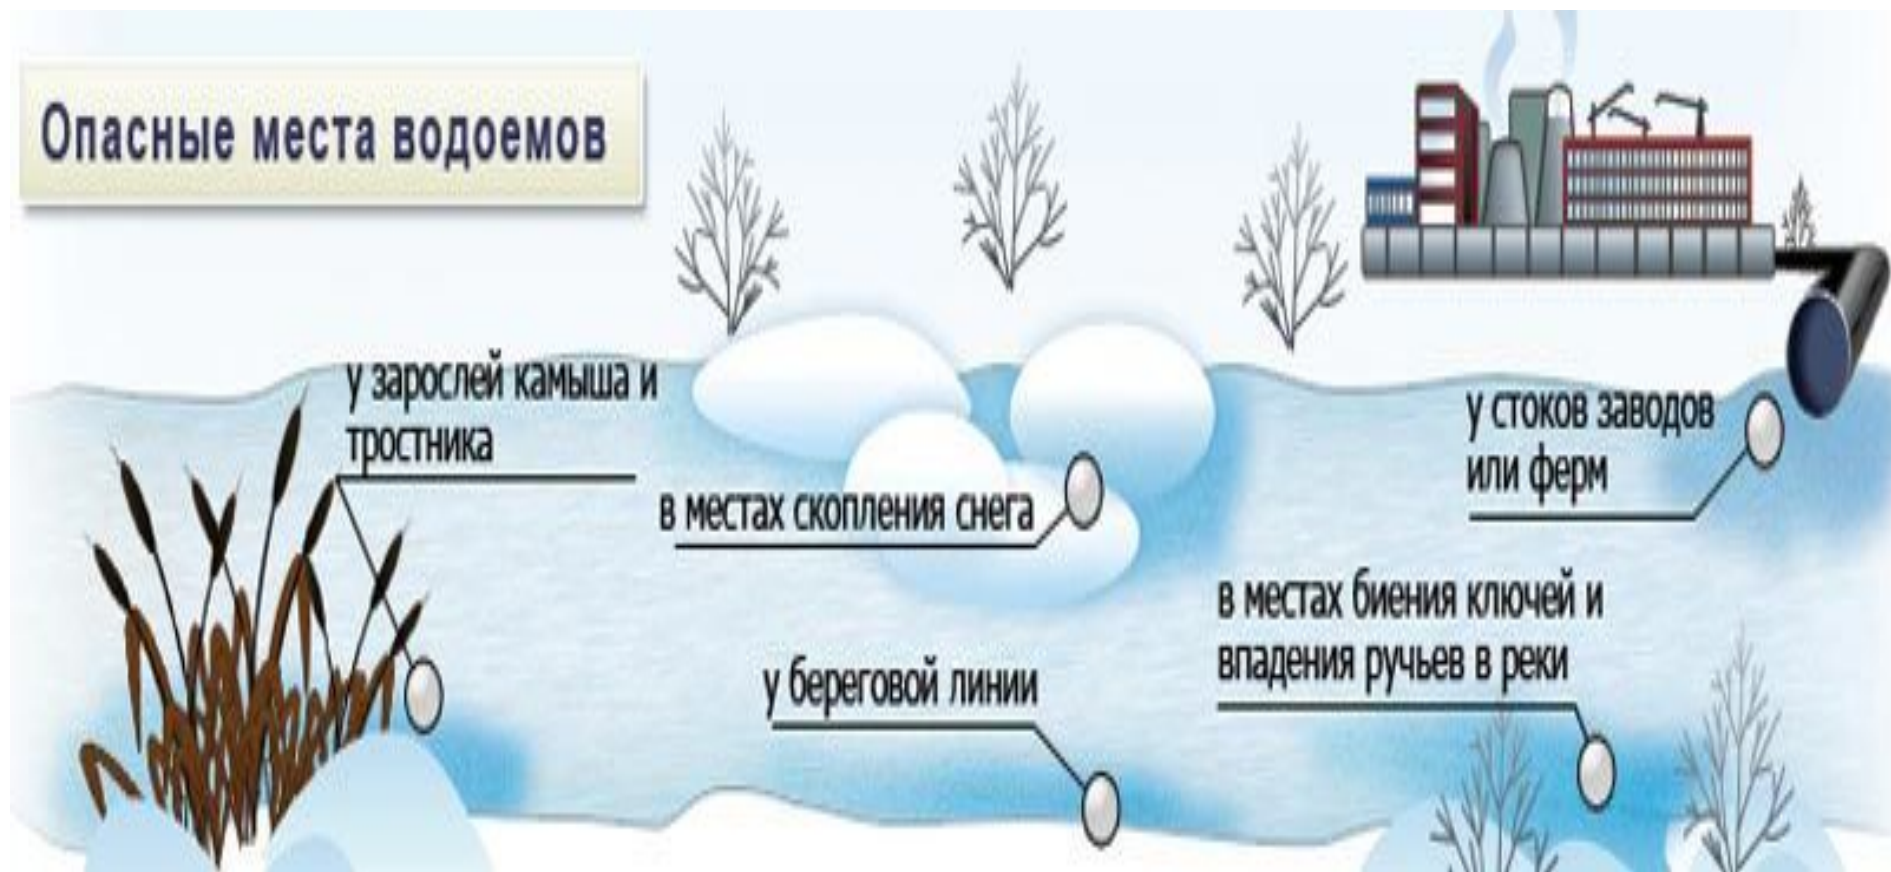 Опасные места водоемов
у зарослей камыша и
тростника
в местах скопления снега
у стоков заводов
или ферм
в местах биения ключей и
впадения ручьев в реки
у береговой линии